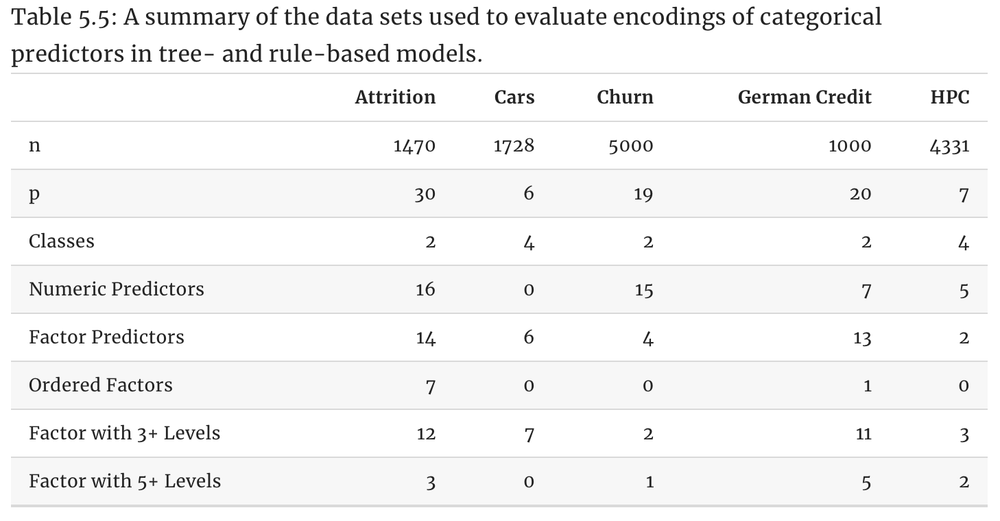 Table 5.5: A summary of the data sets used to evaluate encodings of categorical
predictors in tree- and rule-based models.
Attrition Cars Churn German Credit HPC
n 1470 1728 5000 1000 4331
p 30 6 19 20 7
Classes 2 4 2 2 4
Numeric Predictors 16 0 15 7 5
Factor Predictors 14 6 4 13 2
Ordered Factors 7 0 0 1 0
Factor with 3+ Levels 12 7 2 11 3
Factor with 5+ Levels 3 0 1 5 2